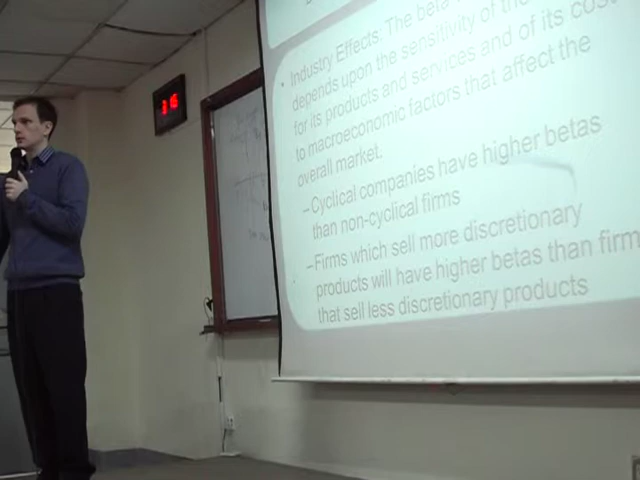 Industry Effects: The beta
depends upon the sensitivity of the
for its products and services and of its cost
to macroeconomic factors that affect the
overall market.
–Cyclical companies have higher betas
than non-cyclical firms
–Firms which sell more discretionary
products will have higher betas than firm
that sell less discretionary products